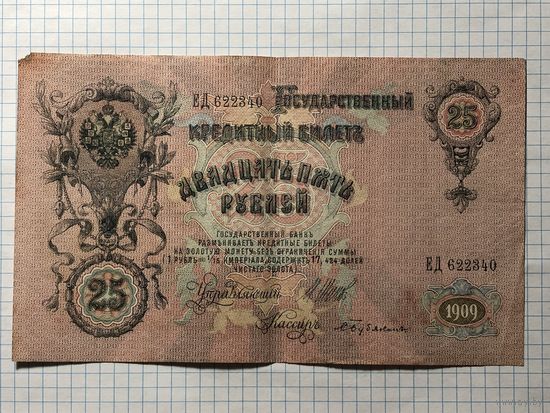 ЕД 622340 Государственный 25
Кредитный Билетъ
Двадцать пять
рублей
Государственный банкъ
размѣниваетъ кредитные билеты
на золотую монету безъ ограниченія суммы
(1 рубль = 1/15 имперіала, содержитъ 17,424 долей
чистаго золота).
ЕД 622340
Управляющій
25
Кассиръ
1909